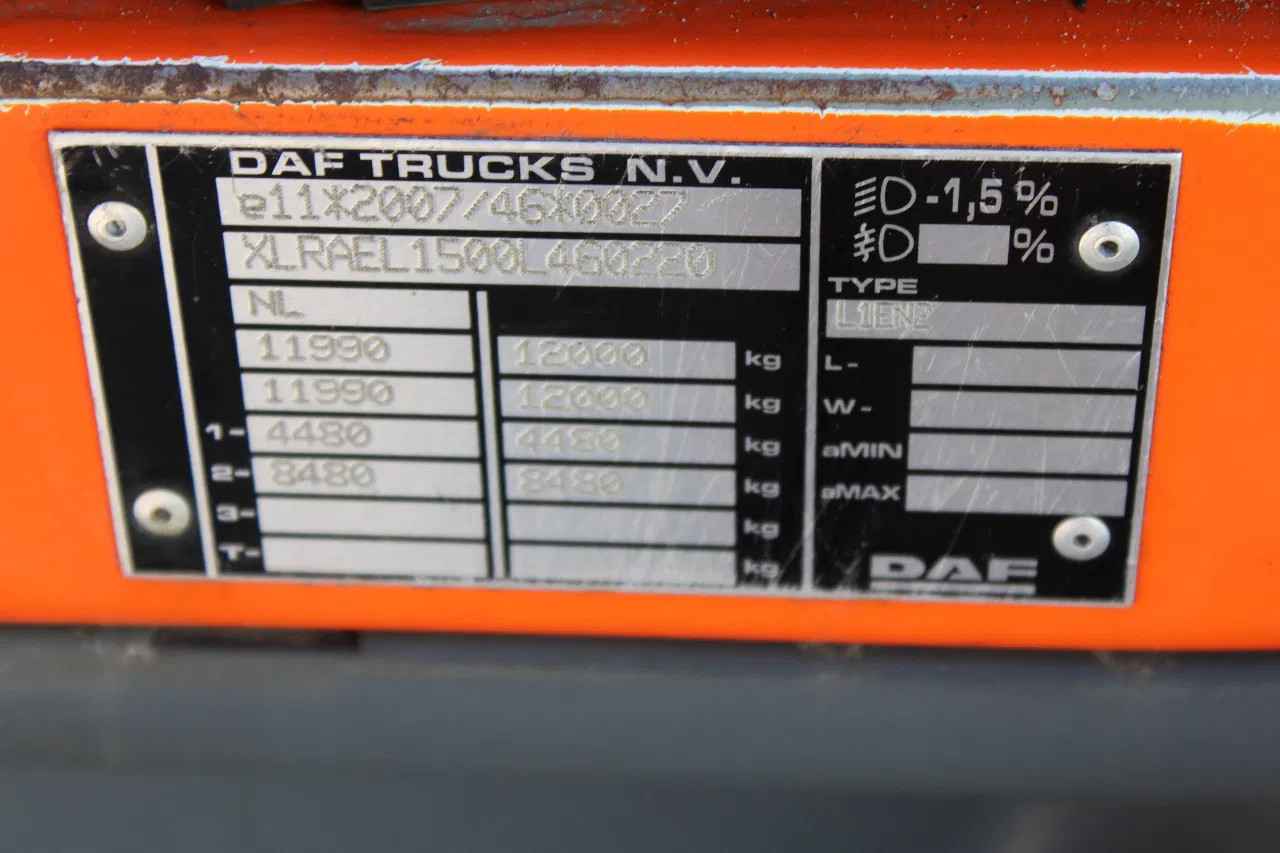 DAF TRUCKS N.V.
e11*2007/46*0027
XLRAEL1500L460220
NL
11990 12000 kg
11990 12000 kg
1- 4480 4480 kg
2- 8480 8480 kg
3- kg
T- kg
-1,5 %
%
TYPE
L1EN2
L-
W-
aMIN
aMAX
DAF